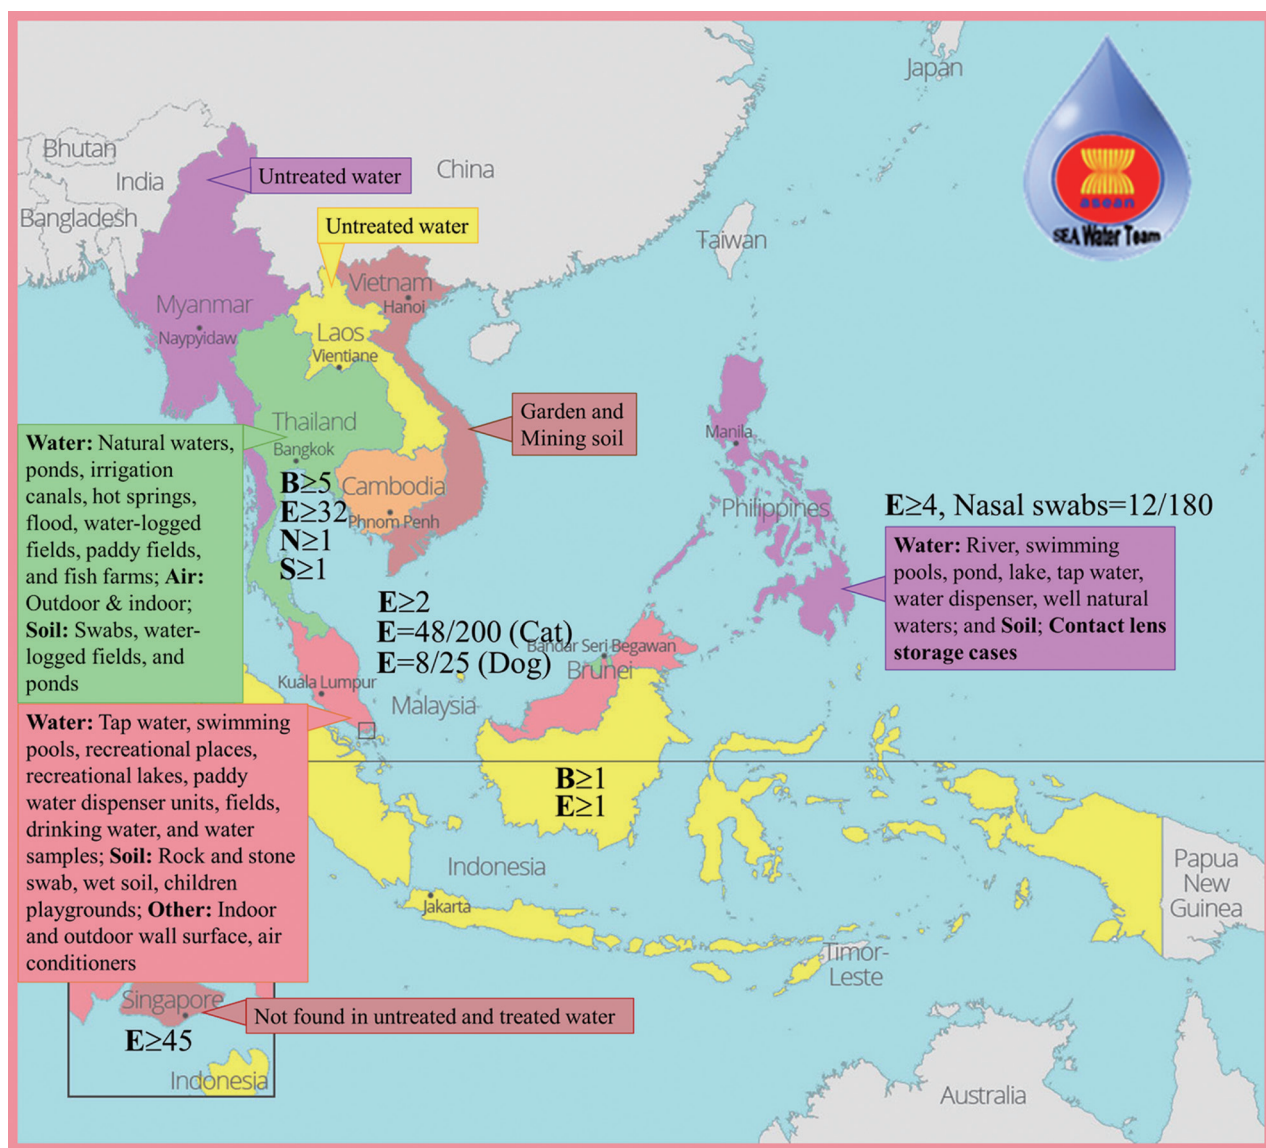 Japan
Bhutan
India
China
Bangladesh
Untreated water
Untreated water
asean
SEA Water Team
Taiwan
Vietnam
Hanoi
Myanmar
Naypyidaw
Laos
Vientiane
Thailand
Bangkok
Garden and
Mining soil
Manila
Philippines
Cambodia
Phnom Penh
Water: Natural waters,
ponds, irrigation
canals, hot springs,
flood, water-logged
fields, paddy fields,
and fish farms; Air:
Outdoor & indoor;
Soil: Swabs, water-
logged fields, and
ponds
B≥5
E≥32
N≥1
S≥1
E≥4, Nasal swabs=12/180
Water: River, swimming
pools, pond, lake, tap water,
water dispenser, well natural
waters; and Soil; Contact lens
storage cases
E≥2
E=48/200 (Cat)
E=8/25 (Dog)
Bandar Seri Begawan
Brunei
Kuala Lumpur
Malaysia
Water: Tap water, swimming
pools, recreational places,
recreational lakes, paddy
water dispenser units, fields,
drinking water, and water
samples; Soil: Rock and stone
swab, wet soil, children
playgrounds; Other: Indoor
and outdoor wall surface, air
conditioners
B≥1
E≥1
Indonesia
Jakarta
Papua
New
Guinea
Timor-
Leste
Singapore
Not found in untreated and treated water
E≥45
Indonesia
Australia